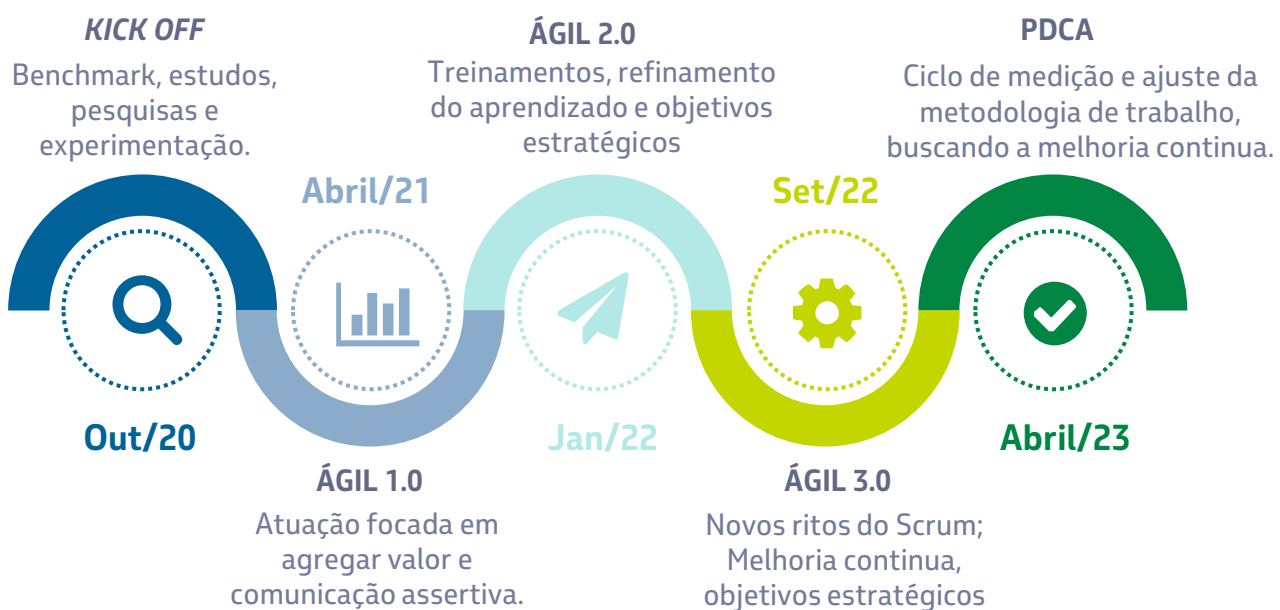 KICK OFF
Benchmark, estudos,
pesquisas e
experimentação.
Out/20
Abril/21
ÁGIL 1.0
Atuação focada em
agregar valor e
comunicação assertiva.
ÁGIL 2.0
Treinamentos, refinamento
do aprendizado e objetivos
estratégicos
Jan/22
Set/22
ÁGIL 3.0
Novos ritos do Scrum;
Melhoria continua,
objetivos estratégicos
PDCA
Ciclo de medição e ajuste da
metodologia de trabalho,
buscando a melhoria continua.
Abril/23